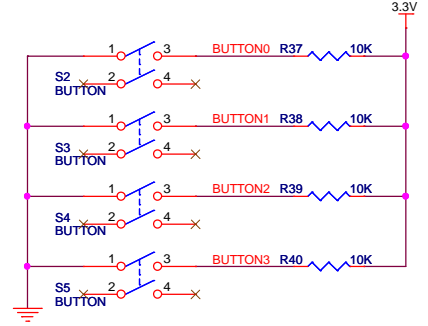 3.3V
1 3 BUTTON0 R37 10K
S2 2 4
BUTTON
1 3 BUTTON1 R38 10K
S3 2 4
BUTTON
1 3 BUTTON2 R39 10K
S4 2 4
BUTTON
1 3 BUTTON3 R40 10K
S5 2 4
BUTTON